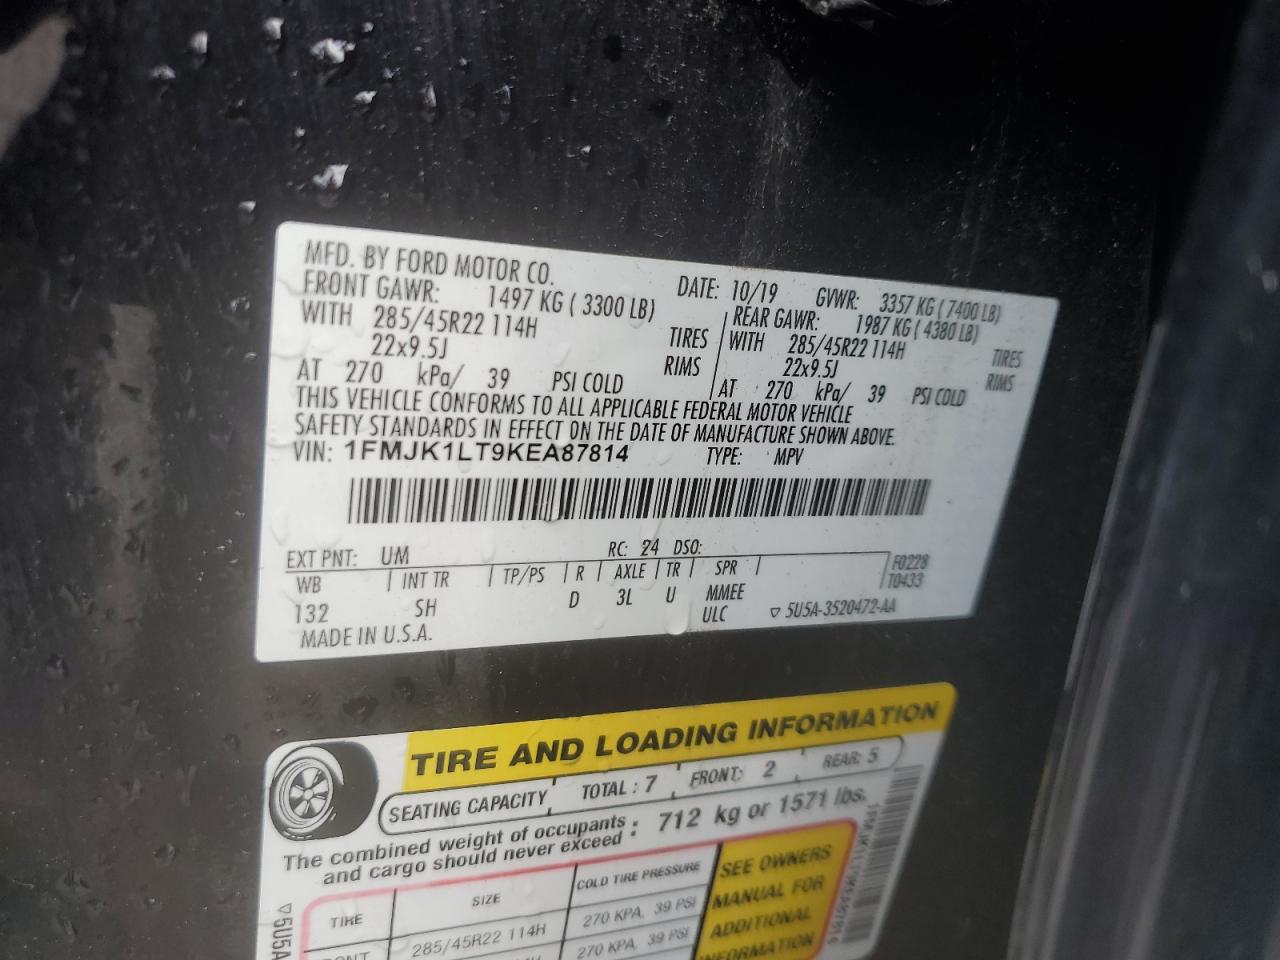 MFD. BY FORD MOTOR CO.
DATE: 10/19 GVWR: 3357 KG ( 7400 LB)
FRONT GAWR: 1497 KG ( 3300 LB)
WITH 285/45R22 114H TIRES
22x9.5J RIMS
AT 270 kPa/ 39 PSI COLD
REAR GAWR: 1987 KG ( 4380 LB)
WITH 285/45R22 114H TIRES
22x9.5J RIMS
AT 270 kPa/ 39 PSI COLD
THIS VEHICLE CONFORMS TO ALL APPLICABLE FEDERAL MOTOR VEHICLE
SAFETY STANDARDS IN EFFECT ON THE DATE OF MANUFACTURE SHOWN ABOVE.
VIN: 1FMJK1LT9KEA87814 TYPE: MPV
EXT PNT: UM RC: 24 DSO:
WB INT TR TP/PS R AXLE TR SPR F0228
T0433
132 SH D 3L U MMEE
ULC ▽ 5U5A-3520472-AA
MADE IN U.S.A.
TIRE AND LOADING INFORMATION
SEATING CAPACITY TOTAL : 7 FRONT: 2 REAR: 5
The combined weight of occupants : 712 kg or 1571 lbs.
and cargo should never exceed
TIRE SIZE COLD TIRE PRESSURE
285/45R22 114H 270 KPA, 39 PSI
270 KPA, 39 PSI
SEE OWNERS
MANUAL FOR
ADDITIONAL
INFORMATION
▽5U5A